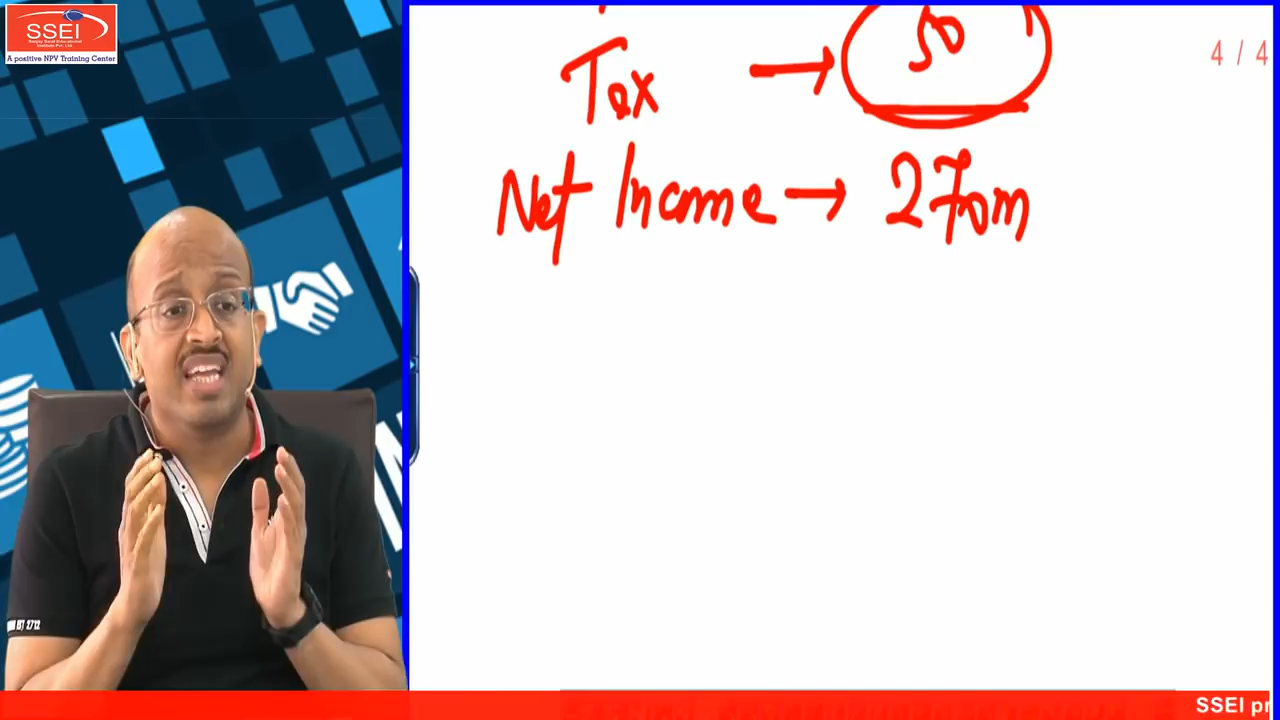 SSEI
A positive NPV Training Center
4 / 4
Tax → 50
Net Income → 270m
SSEI pr